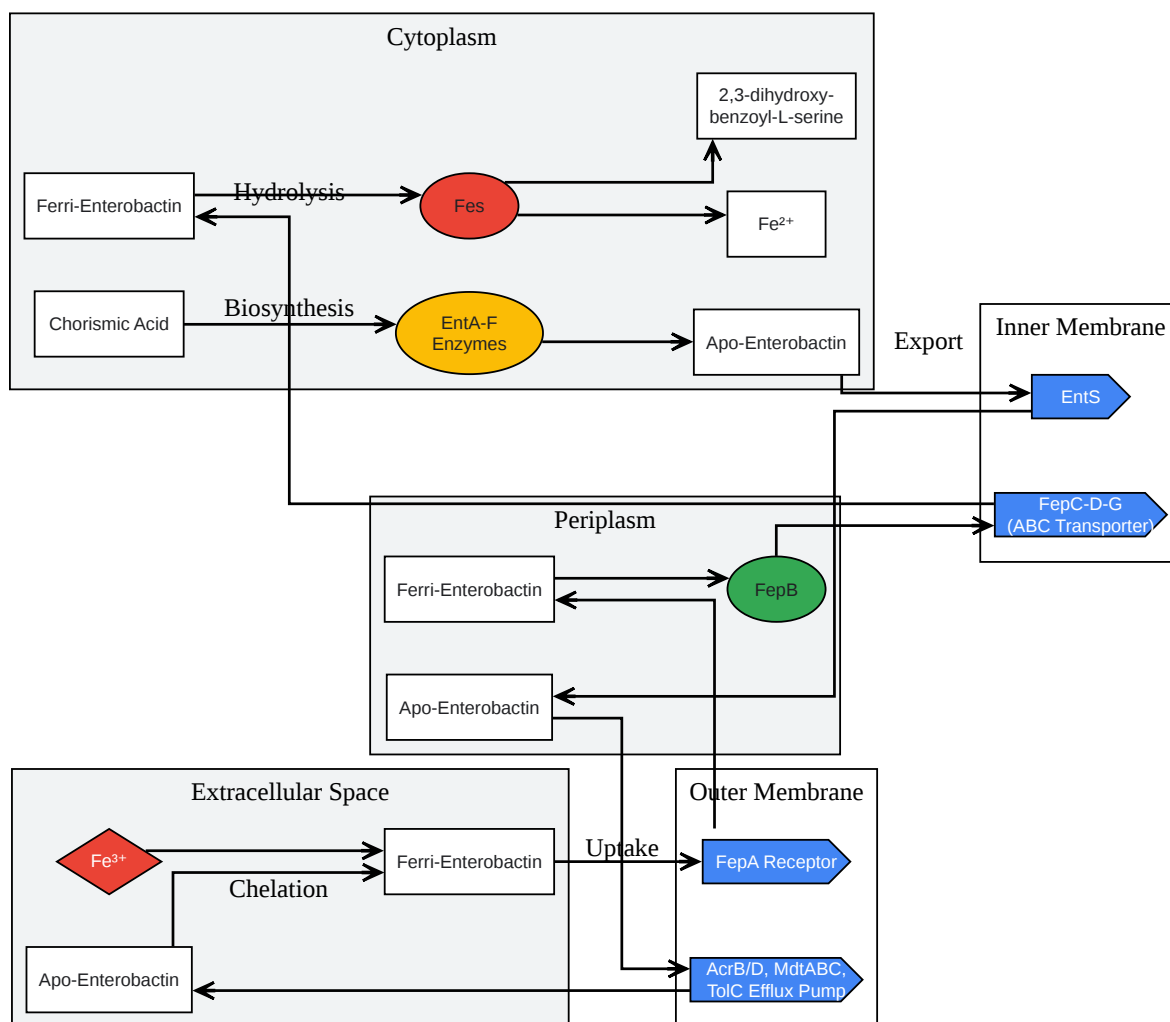 Cytoplasm
2,3-dihydroxy-
benzoyl-L-serine
Ferri-Enterobactin
Hydrolysis
Fes
Fe²⁺
Chorismic Acid
Biosynthesis
EntA-F
Enzymes
Apo-Enterobactin
Export
Inner Membrane
EntS
FepC-D-G
(ABC Transporter)
Periplasm
Ferri-Enterobactin
FepB
Apo-Enterobactin
Extracellular Space
Fe³⁺
Chelation
Ferri-Enterobactin
Apo-Enterobactin
Uptake
Outer Membrane
FepA Receptor
AcrB/D, MdtABC,
TolC Efflux Pump